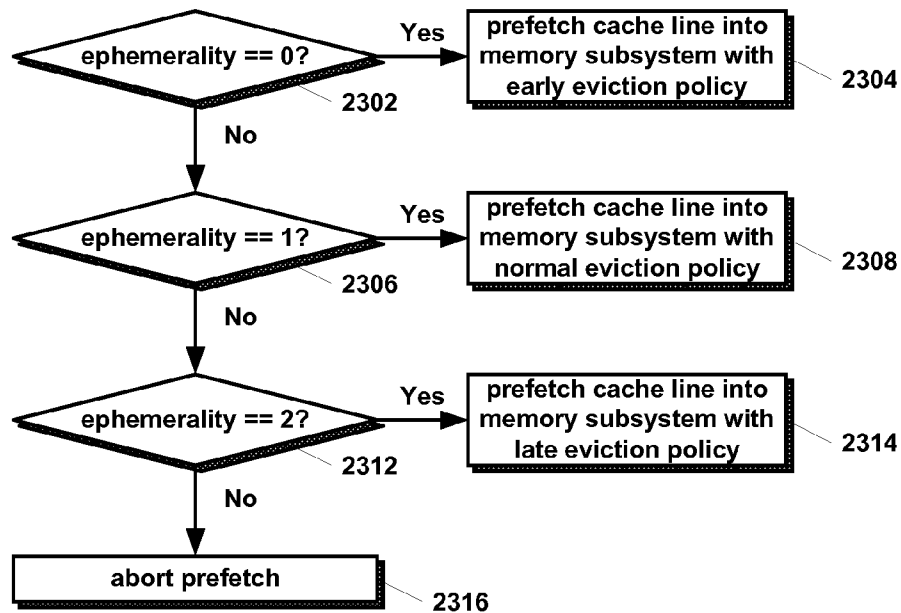 ephemerality == 0?
Yes
prefetch cache line into
memory subsystem with
early eviction policy
2302
2304
No
ephemerality == 1?
Yes
prefetch cache line into
memory subsystem with
normal eviction policy
2306
2308
No
ephemerality == 2?
Yes
prefetch cache line into
memory subsystem with
late eviction policy
2312
2314
No
abort prefetch
2316